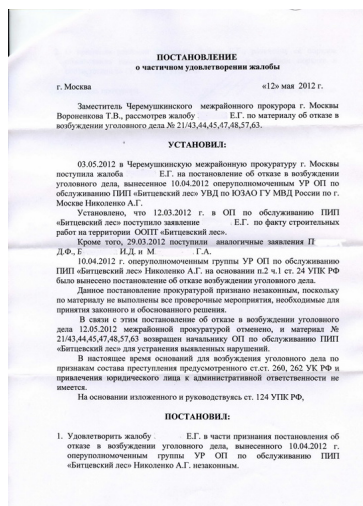 ПОСТАНОВЛЕНИЕ
о частичном удовлетворении жалобы
г. Москва «12» мая 2012 г.
Заместитель Черемушкинского межрайонного прокурора г. Москвы
Вороненкова Т.В., рассмотрев жалобу Е.Г. по материалу об отказе в
возбуждении уголовного дела № 21/43,44,45,47,48,57,63.
УСТАНОВИЛ:
03.05.2012 в Черемушкинскую межрайонную прокуратуру г. Москвы
поступила жалоба Е.Г. на постановление об отказе в возбуждении
уголовного дела, вынесенное 10.04.2012 оперуполномоченным УР ОП по
обслуживанию ПИП «Битцевский лес» УВД по ЮЗАО ГУ МВД России по г.
Москве Николенко А.Г.
Установлено, что 12.03.2012 г. в ОП по обслуживанию ПИП
«Битцевский лес» поступило заявление Е.Г. по факту строительных
работ на территории ООПТ «Битцевский лес».
Кроме того, 29.03.2012 поступили аналогичные заявления П
Д.Ф., Б И.Д. и М Г.А.
10.04.2012 г. оперуполномоченным группы УР ОП по обслуживанию
ПИП «Битцевский лес» Николенко А.Г. на основании п.2 ч.1 ст. 24 УПК РФ
было вынесено постановление об отказе возбуждении уголовного дела.
Данное постановление прокуратурой признано незаконным, поскольку
по материалу не выполнены все проверочные мероприятия, необходимые для
принятия законного и обоснованного решения.
В связи с этим постановление об отказе в возбуждении уголовного
дела 12.05.2012 межрайонной прокуратурой отменено, и материал №
21/43,44,45,47,48,57,63 возвращен начальнику ОП по обслуживанию ПИП
«Битцевский лес» для устранения выявленных нарушений.
В настоящее время оснований для возбуждения уголовного дела по
признакам состава преступления предусмотренного ст.ст. 260, 262 УК РФ и
привлечения юридического лица к административной ответственности не
имеется.
На основании изложенного и руководствуясь ст. 124 УПК РФ,
ПОСТАНОВИЛ:
1. Удовлетворить жалобу Е.Г. в части признания постановления об
отказе в возбуждении уголовного дела, вынесенного 10.04.2012 г.
оперуполномоченным группы УР ОП по обслуживанию ПИП
«Битцевский лес» Николенко А.Г. незаконным.